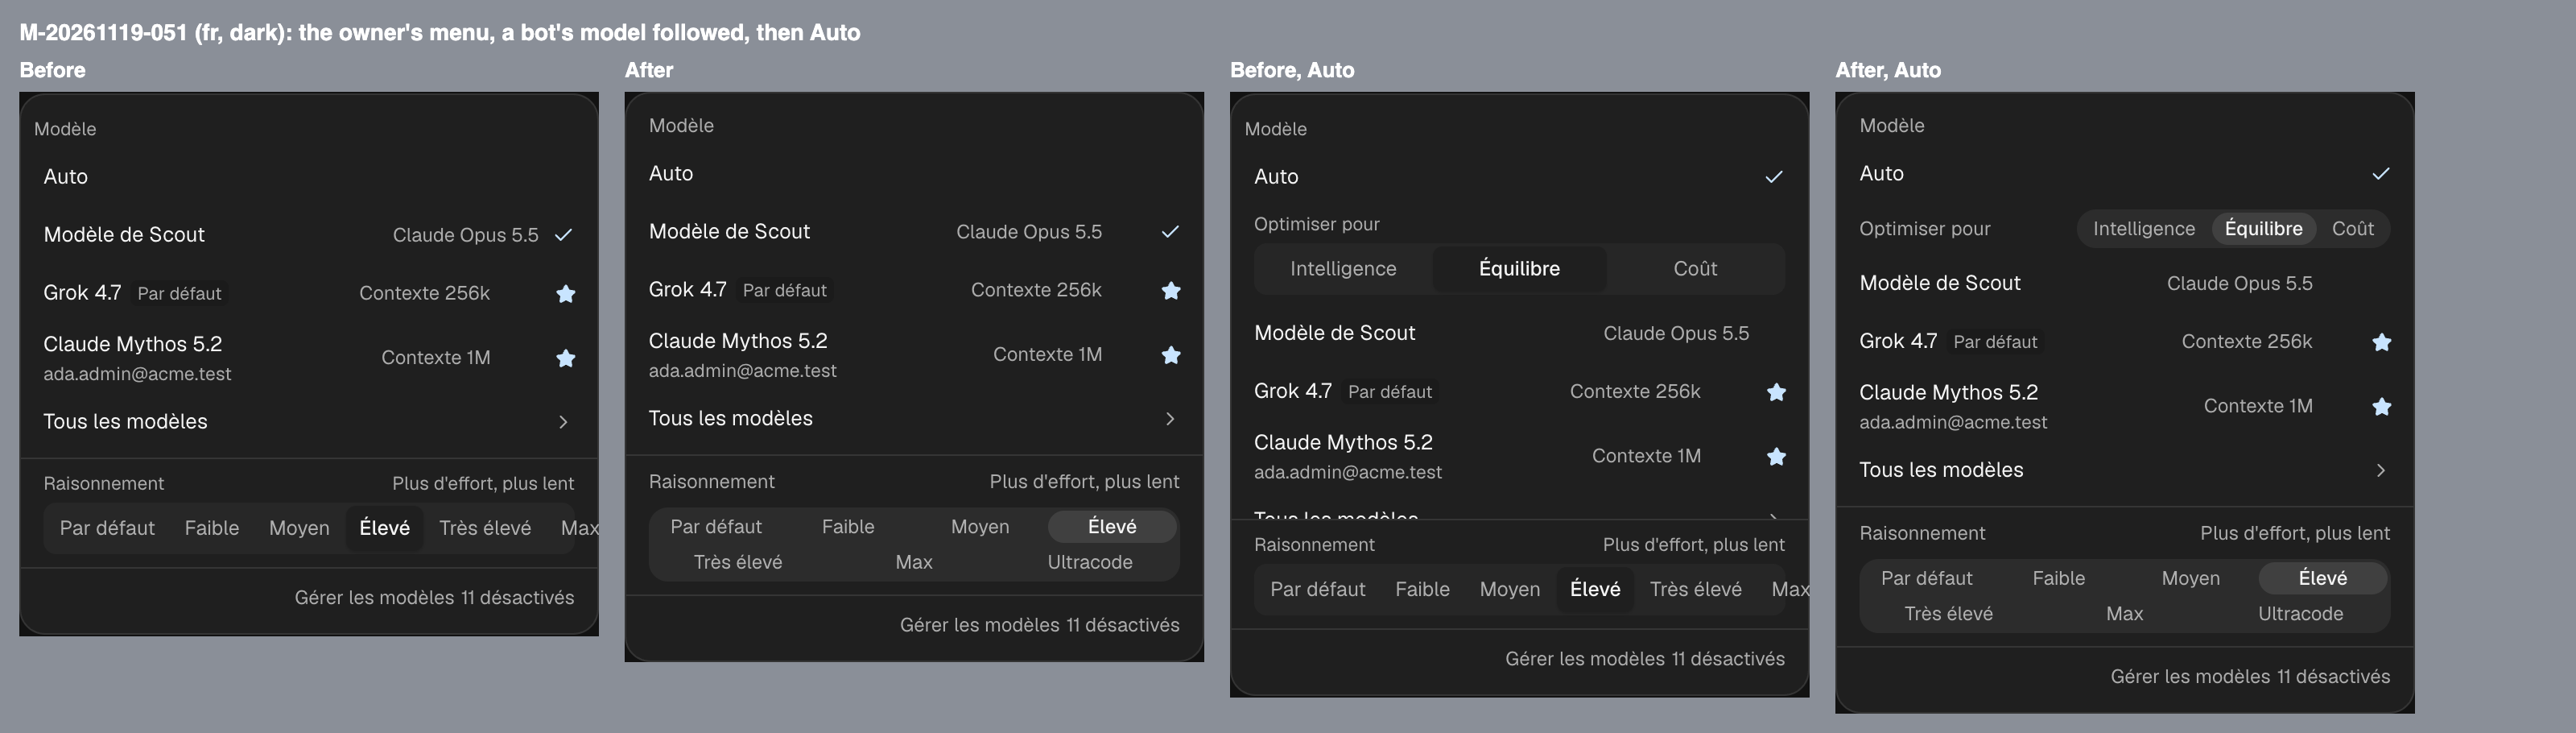 M-20261119-051 (fr, dark): the owner's menu, a bot's model followed, then Auto
Before
Modèle
Auto
Modèle de Scout Claude Opus 5.5
Grok 4.7 Par défaut Contexte 256k
Claude Mythos 5.2 Contexte 1M
ada.admin@acme.test
Tous les modèles
Raisonnement Plus d'effort, plus lent
Par défaut Faible Moyen Élevé Très élevé Max
Gérer les modèles 11 désactivés
After
Modèle
Auto
Modèle de Scout Claude Opus 5.5
Grok 4.7 Par défaut Contexte 256k
Claude Mythos 5.2 Contexte 1M
ada.admin@acme.test
Tous les modèles
Raisonnement Plus d'effort, plus lent
Par défaut Faible Moyen Élevé
Très élevé Max Ultracode
Gérer les modèles 11 désactivés
Before, Auto
Modèle
Auto
Optimiser pour
Intelligence Équilibre Coût
Modèle de Scout Claude Opus 5.5
Grok 4.7 Par défaut Contexte 256k
Claude Mythos 5.2 Contexte 1M
ada.admin@acme.test
Tous les modèles
Raisonnement Plus d'effort, plus lent
Par défaut Faible Moyen Élevé Très élevé Max
Gérer les modèles 11 désactivés
After, Auto
Modèle
Auto
Optimiser pour Intelligence Équilibre Coût
Modèle de Scout Claude Opus 5.5
Grok 4.7 Par défaut Contexte 256k
Claude Mythos 5.2 Contexte 1M
ada.admin@acme.test
Tous les modèles
Raisonnement Plus d'effort, plus lent
Par défaut Faible Moyen Élevé
Très élevé Max Ultracode
Gérer les modèles 11 désactivés